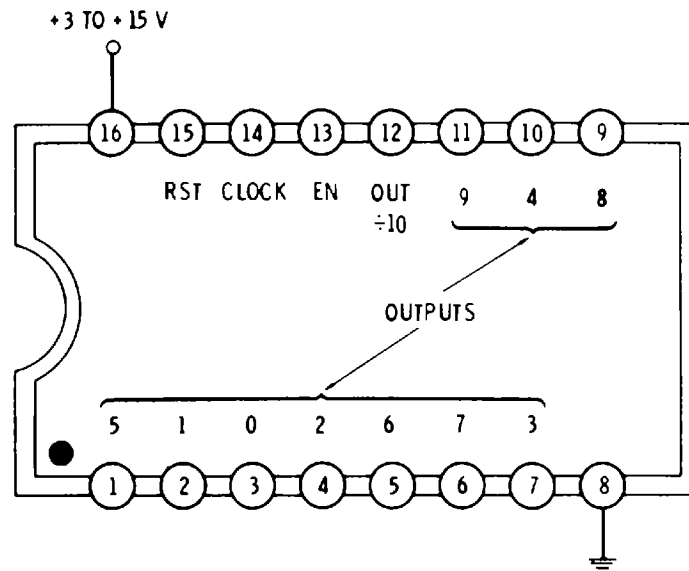 +3 TO +15 V
16 15 14 13 12 11 10 9
RST CLOCK EN OUT 9 4 8
÷10
OUTPUTS
5 1 0 2 6 7 3
1 2 3 4 5 6 7 8